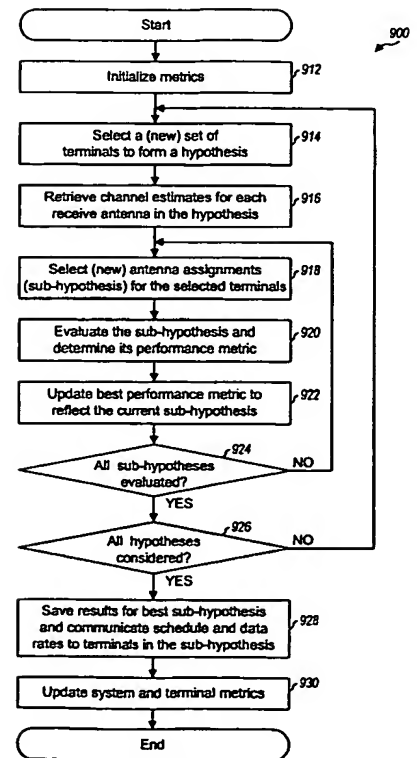 Start
900
Initialize metrics
912
Select a (new) set of
terminals to form a hypothesis
914
Retrieve channel estimates for each
receive antenna in the hypothesis
916
Select (new) antenna assignments
(sub-hypothesis) for the selected terminals
918
Evaluate the sub-hypothesis and
determine its performance metric
920
Update best performance metric to
reflect the current sub-hypothesis
922
924
All sub-hypotheses
evaluated?
NO
YES
926
All hypotheses
considered?
NO
YES
Save results for best sub-hypothesis
and communicate schedule and data
rates to terminals in the sub-hypothesis
928
Update system and terminal metrics
930
End